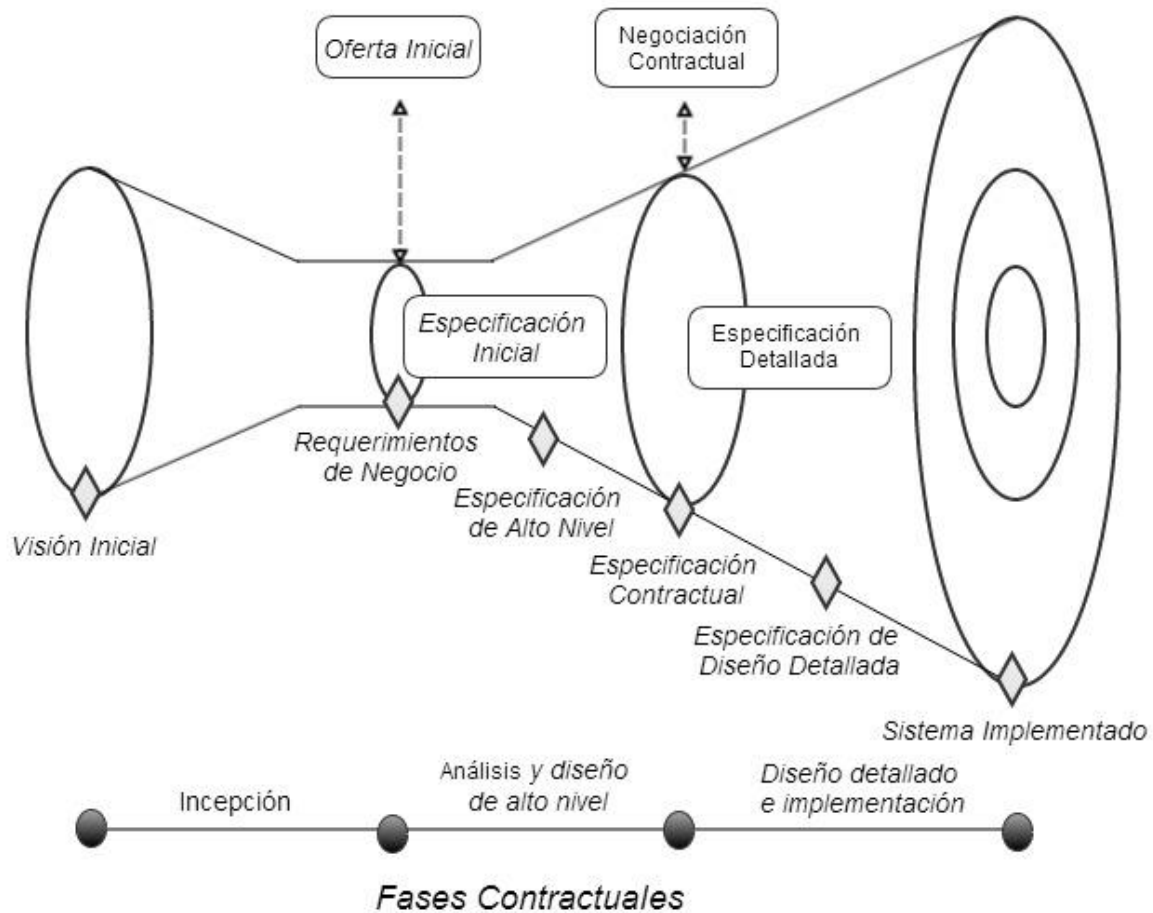 Oferta Inicial
Negociación
Contractual
Especificación
Inicial
Especificación
Detallada
Requerimientos
de Negocio
Especificación
de Alto Nivel
Visión Inicial
Especificación
Contractual
Especificación de
Diseño Detallada
Sistema Implementado
Incepción
Análisis y diseño
de alto nivel
Diseño detallado
e implementación
Fases Contractuales